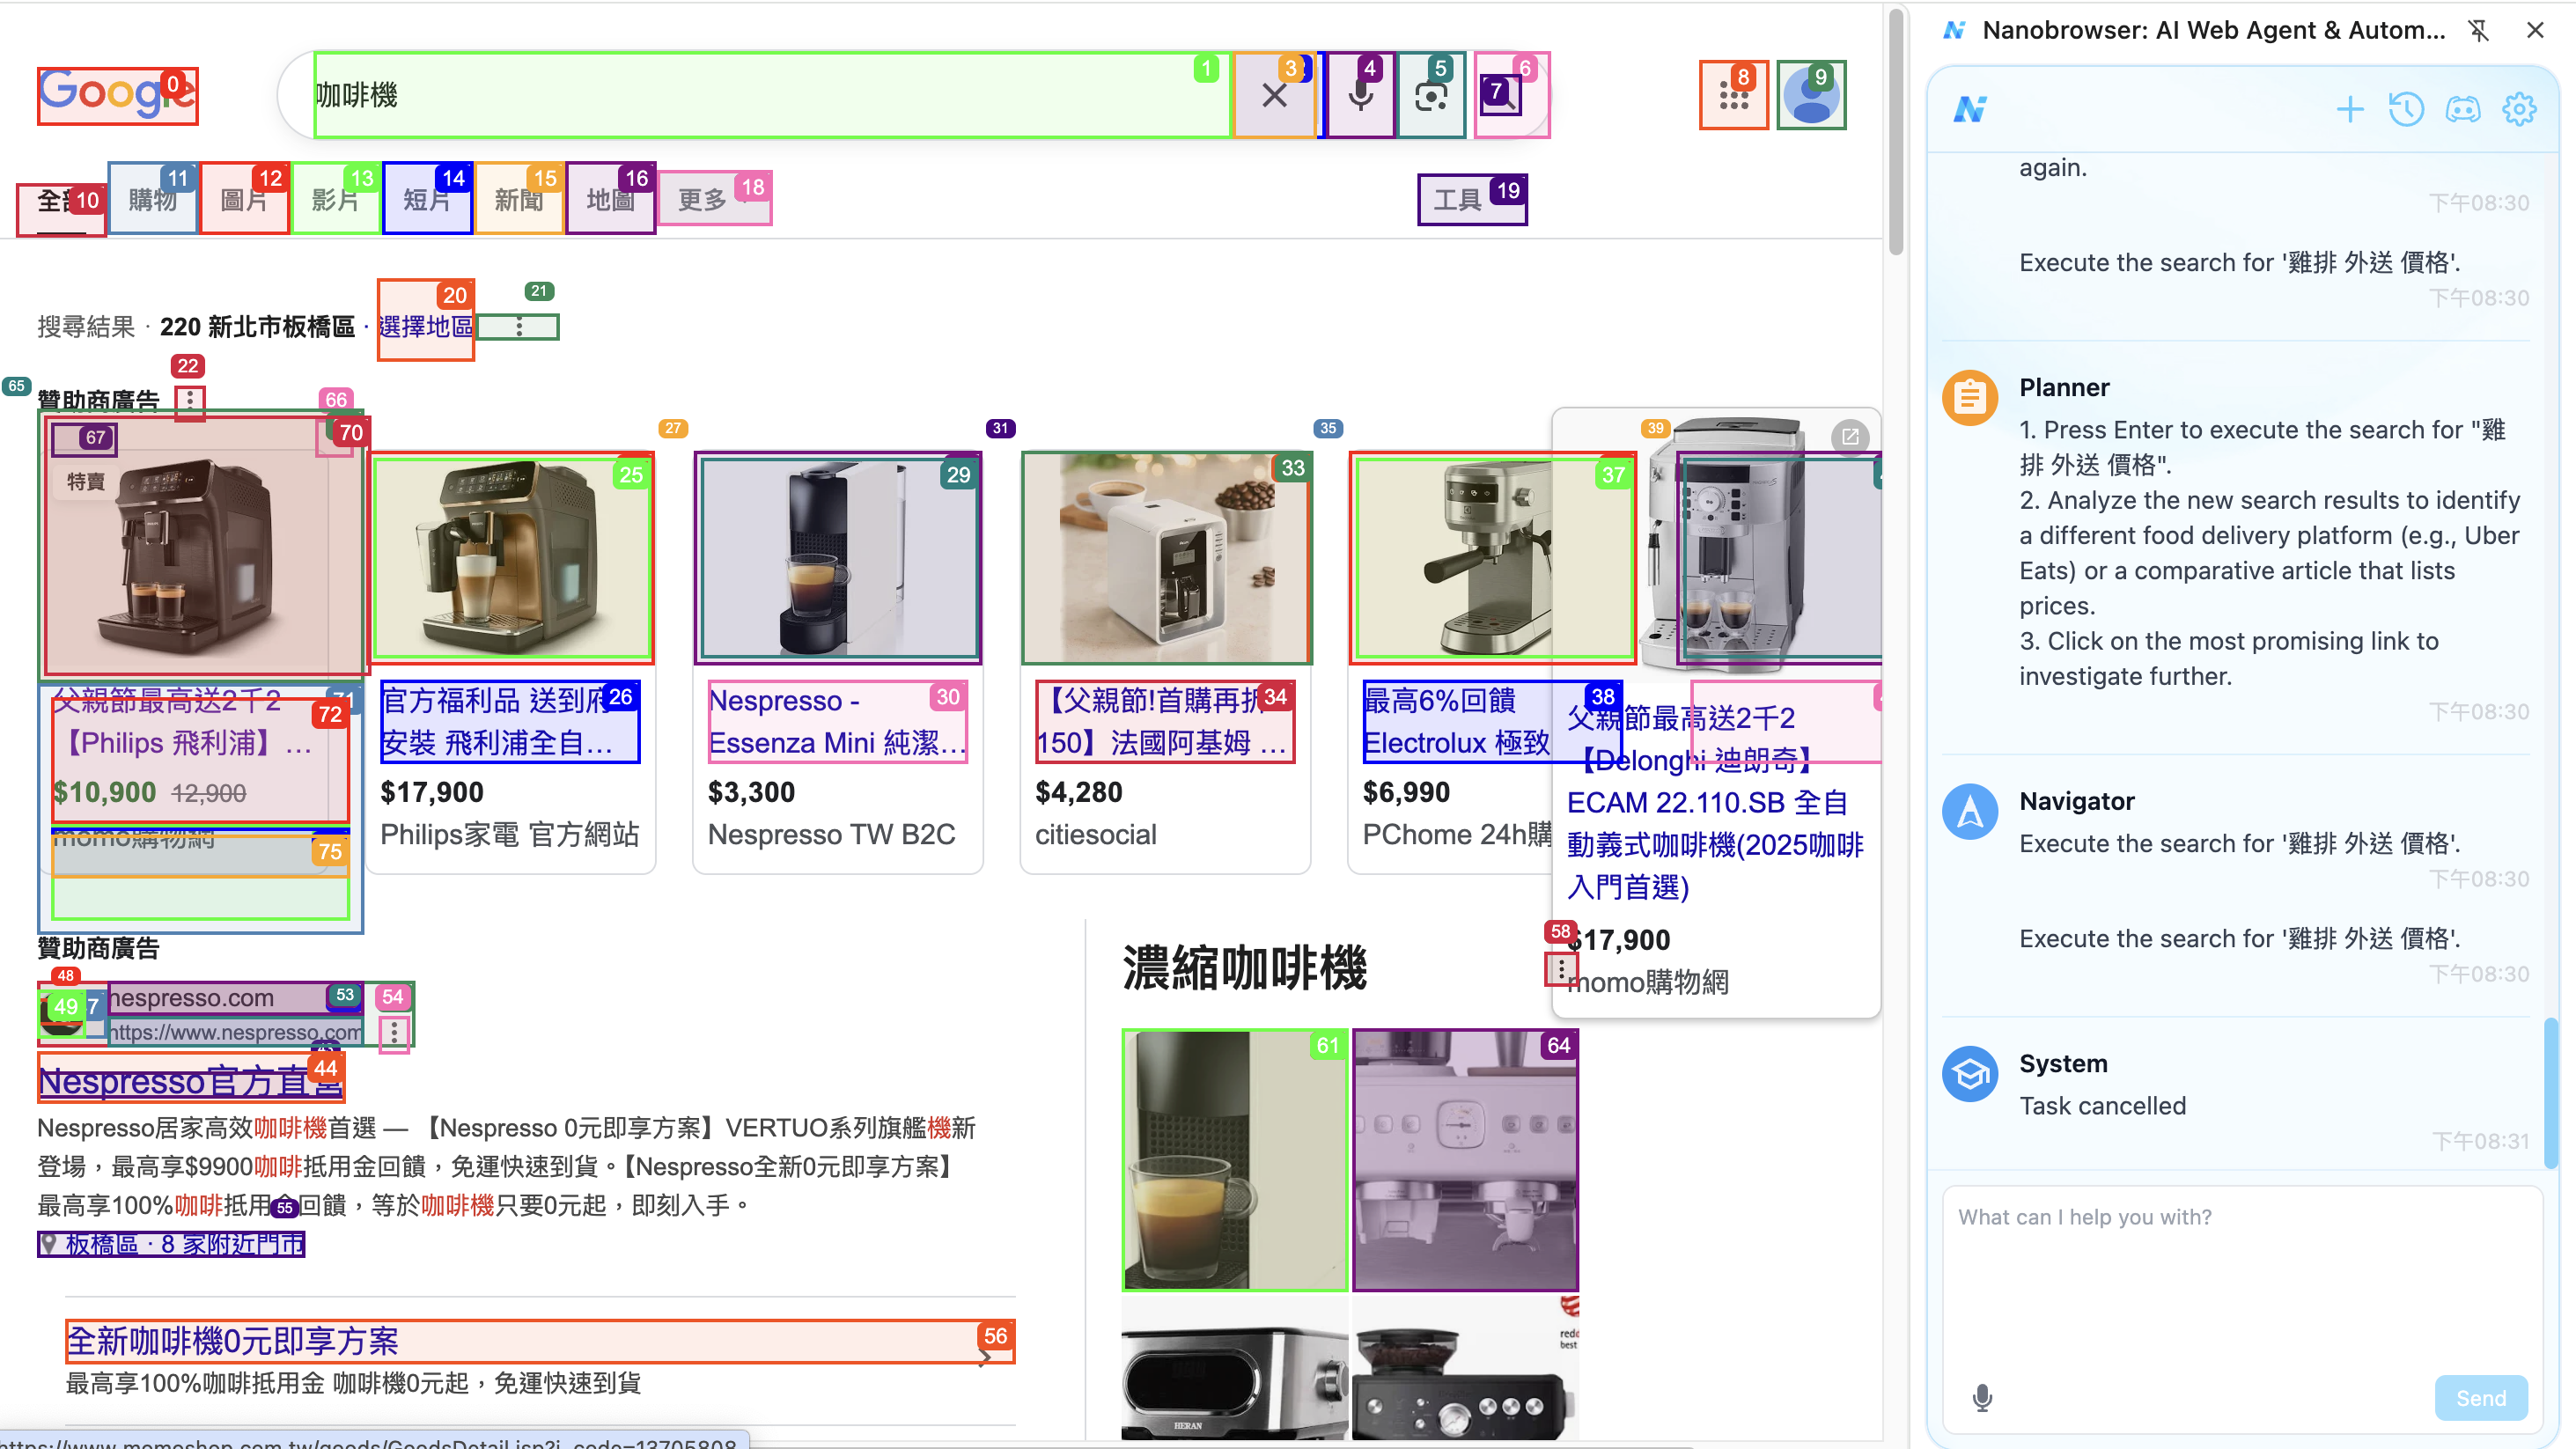 Google
咖啡機
全部
購物
圖片
影片
短片
新聞
地圖
更多
工具
搜尋結果 · 220 新北市板橋區 · 選擇地區
贊助商廣告
特賣
父親節最高送2千2
【Philips 飛利浦】...
$10,900 12,900
momo購物網
官方福利品 送到府
安裝 飛利浦全自...
$17,900
Philips家電 官方網站
Nespresso -
Essenza Mini 純潔...
$3,300
Nespresso TW B2C
【父親節!首購再折
150】法國阿基姆 ...
$4,280
citiesocial
最高6%回饋
Electrolux 極致
$6,990
PChome 24h購
父親節最高送2千2
【Delonghi 迪朗奇】
ECAM 22.110.SB 全自
動義式咖啡機(2025咖啡
入門首選)
$17,900
momo購物網
贊助商廣告
nespresso.com
https://www.nespresso.com
Nespresso官方直營
Nespresso居家高效咖啡機首選 — 【Nespresso 0元即享方案】VERTUO系列旗艦機新
登場，最高享$9900咖啡抵用金回饋，免運快速到貨。【Nespresso全新0元即享方案】
最高享100%咖啡抵用金回饋，等於咖啡機只要0元起，即刻入手。
板橋區 · 8 家附近門市
全新咖啡機0元即享方案
最高享100%咖啡抵用金 咖啡機0元起，免運快速到貨
濃縮咖啡機
HERAN
https://www.momoshop.com.tw/goods/GoodsDetail.jsp?i_code=13705808
0
1
3
4
5
6
7
8
9
10
11
12
13
14
15
16
18
19
20
21
22
65
66
67
70
25
27
29
31
33
35
37
39
26
30
34
38
71
72
75
48
49
53
54
44
55
56
58
61
64
Nanobrowser: AI Web Agent & Autom...
again.
下午08:30
Execute the search for '雞排 外送 價格'.
下午08:30
Planner
1. Press Enter to execute the search for "雞
排 外送 價格".
2. Analyze the new search results to identify
a different food delivery platform (e.g., Uber
Eats) or a comparative article that lists
prices.
3. Click on the most promising link to
investigate further.
下午08:30
Navigator
Execute the search for '雞排 外送 價格'.
下午08:30
Execute the search for '雞排 外送 價格'.
下午08:30
System
Task cancelled
下午08:31
What can I help you with?
Send